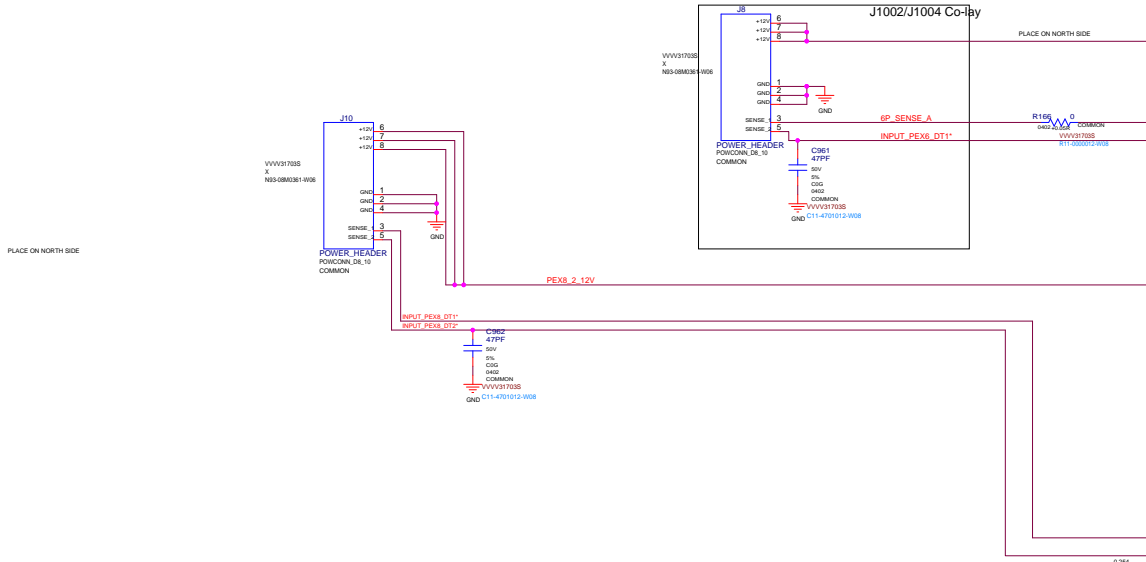 J1002/J1004 Co-lay
J8
+12V 6
+12V 7
+12V 8
PLACE ON NORTH SIDE
VVVV31703S
X
N93-08M0361-W06
GND 1
GND 2
GND 4
GND
SENSE_1 3
SENSE_2 5
6P_SENSE_A
INPUT_PEX6_DT1*
R166 0
0402 COMMON
VVVV31703S
R11-0000012-W08
POWER_HEADER
POWCONN_D8_10
COMMON
C961
47PF
50V
5%
C0G
0402
COMMON
VVVV31703S
GND C11-4701012-W08
J10
+12V 6
+12V 7
+12V 8
VVVV31703S
X
N93-08M0361-W06
GND 1
GND 2
GND 4
GND
SENSE_1 3
SENSE_2 5
PLACE ON NORTH SIDE
POWER_HEADER
POWCONN_D8_10
COMMON
PEX8_2_12V
INPUT_PEX8_DT1*
INPUT_PEX8_DT2*
C962
47PF
50V
5%
C0G
0402
COMMON
VVVV31703S
GND C11-4701012-W08